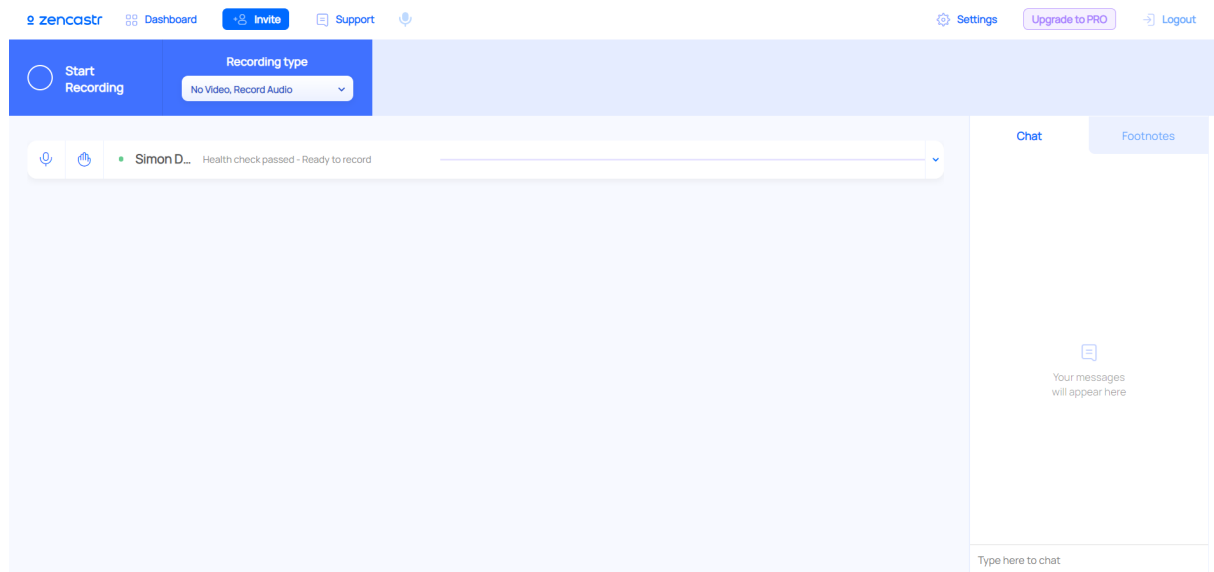 zencastr Dashboard Invite Support Settings Upgrade to PRO Logout
Start
Recording
Recording type
No Video, Record Audio
Simon D... Health check passed - Ready to record
Chat Footnotes
Your messages
will appear here
Type here to chat